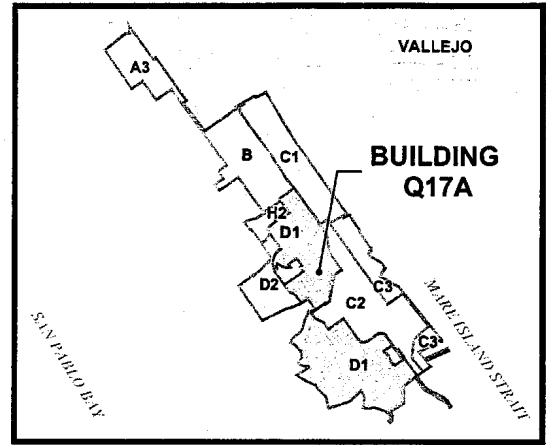 VALLEJO
A3
B
C1
BUILDING
Q17A
H2
D1
D2
C3
C2
C3
D1
MARE ISLAND STRAIT
SAN PABLO BAY